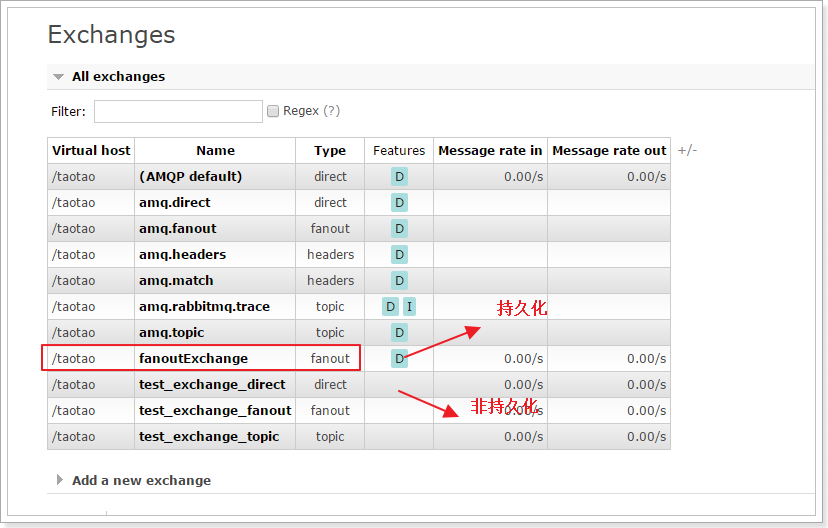 Exchanges
All exchanges
Filter: Regex (?)
Virtual host Name Type Features Message rate in Message rate out +/-
/taotao (AMQP default) direct D 0.00/s 0.00/s
/taotao amq.direct direct D
/taotao amq.fanout fanout D
/taotao amq.headers headers D
/taotao amq.match headers D
/taotao amq.rabbitmq.trace topic D I 持久化
/taotao amq.topic topic D
/taotao fanoutExchange fanout D 0.00/s 0.00/s
/taotao test_exchange_direct direct 0.00/s 0.00/s
/taotao test_exchange_fanout fanout 非持久化 0.00/s 0.00/s
/taotao test_exchange_topic topic 0.00/s 0.00/s
Add a new exchange